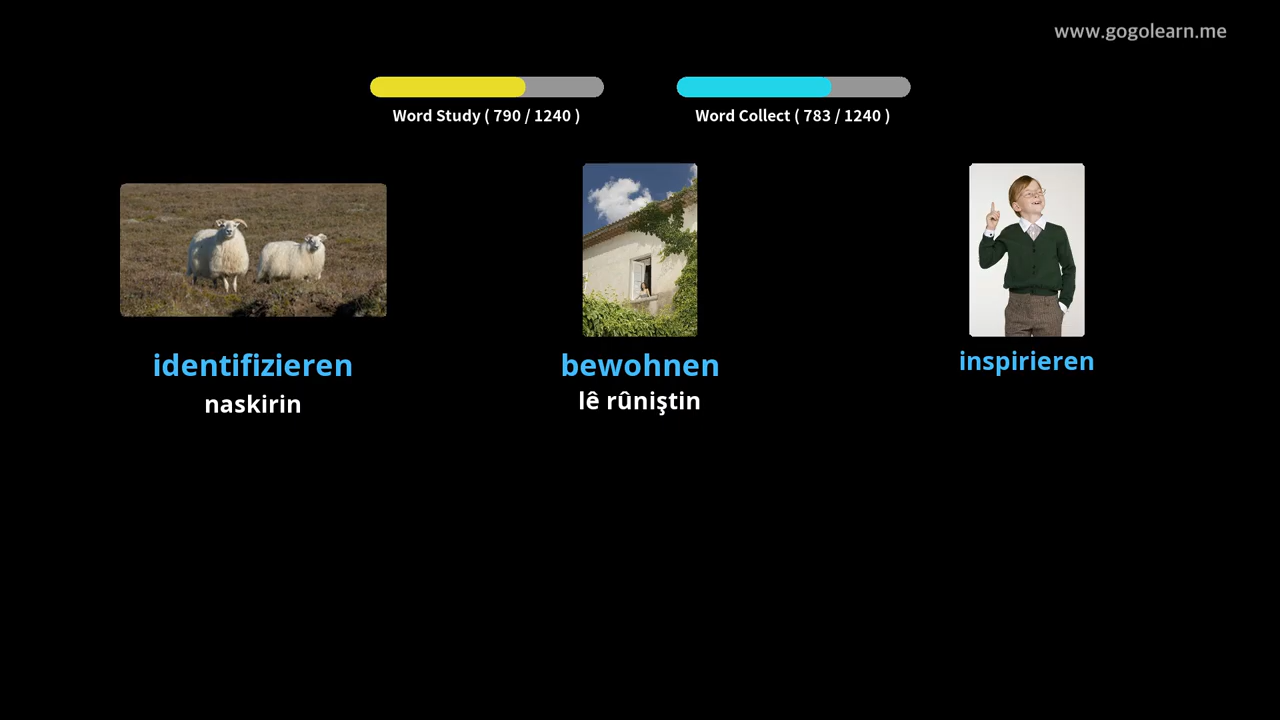 www.gogolearn.me
Word Study ( 790 / 1240 )
Word Collect ( 783 / 1240 )
identifizieren
naskirin
bewohnen
lê rûniştin
inspirieren